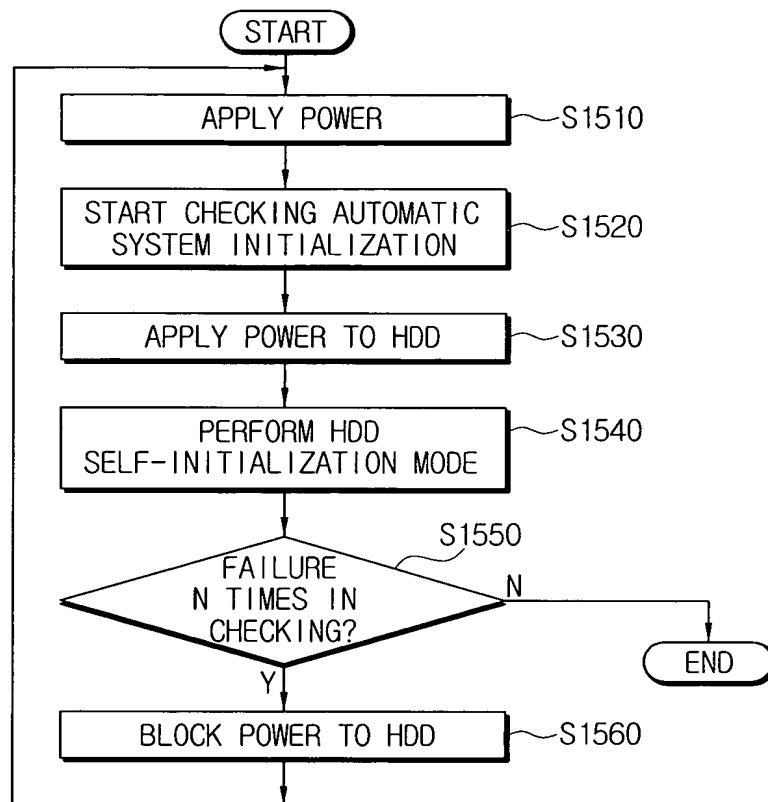 START
APPLY POWER
S1510
START CHECKING AUTOMATIC
SYSTEM INITIALIZATION
S1520
APPLY POWER TO HDD
S1530
PERFORM HDD
SELF-INITIALIZATION MODE
S1540
S1550
FAILURE
N TIMES IN
CHECKING?
N
END
Y
BLOCK POWER TO HDD
S1560